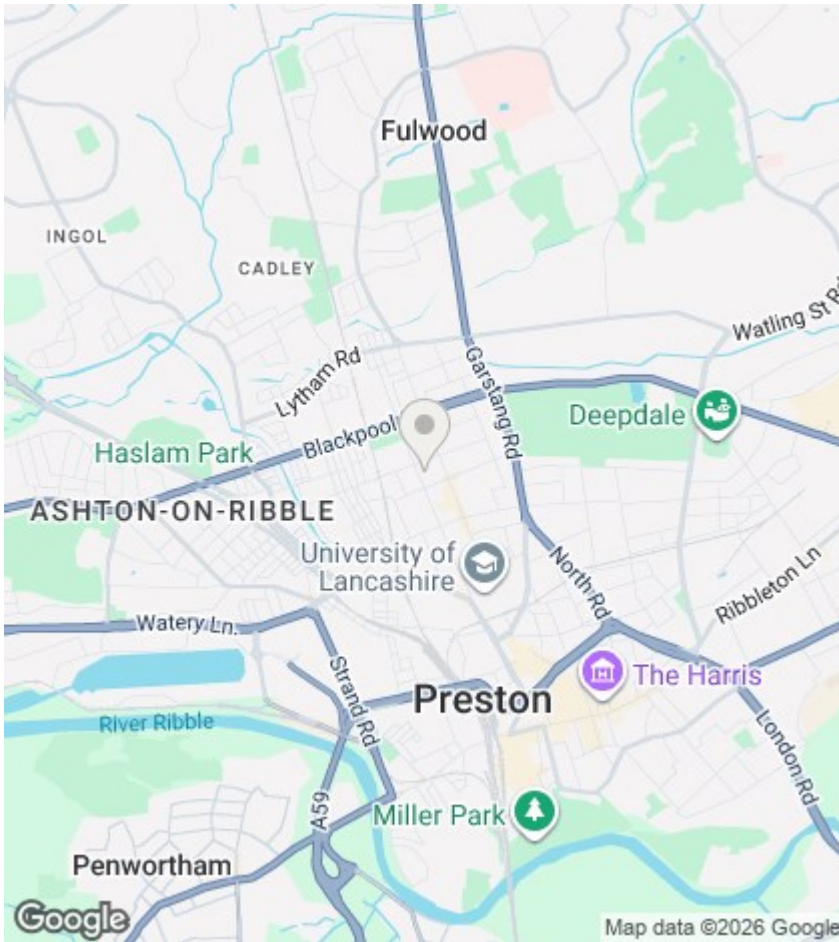 Fulwood
INGOL
CADLEY
Watling St Rd
Lytham Rd
Garstang Rd
Deepdale
Blackpool
Haslam Park
ASHTON-ON-RIBBLE
University of
Lancashire
North Rd
Ribbleton Ln
Watery Ln.
The Harris
Strand Rd
Preston
River Ribble
London Rd
A59
Miller Park
Penwortham
Google
Map data ©2026 Google